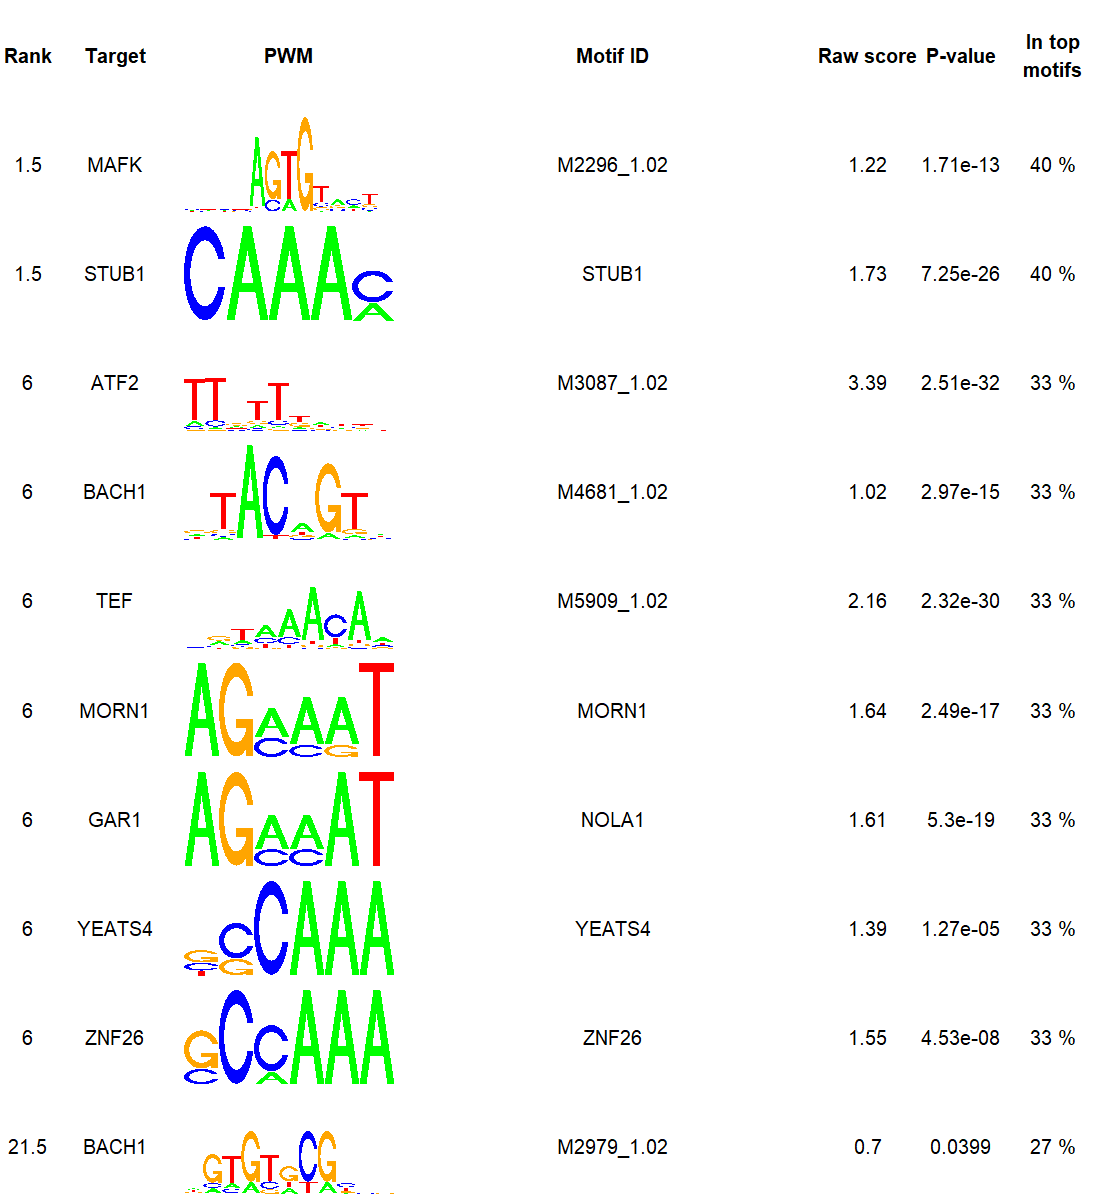 Rank Target PWM Motif ID Raw score P-value In top motifs
1.5 MAFK M2296_1.02 1.22 1.71e-13 40 %
1.5 STUB1 STUB1 1.73 7.25e-26 40 %
6 ATF2 M3087_1.02 3.39 2.51e-32 33 %
6 BACH1 M4681_1.02 1.02 2.97e-15 33 %
6 TEF M5909_1.02 2.16 2.32e-30 33 %
6 MORN1 MORN1 1.64 2.49e-17 33 %
6 GAR1 NOLA1 1.61 5.3e-19 33 %
6 YEATS4 YEATS4 1.39 1.27e-05 33 %
6 ZNF26 ZNF26 1.55 4.53e-08 33 %
21.5 BACH1 M2979_1.02 0.7 0.0399 27 %